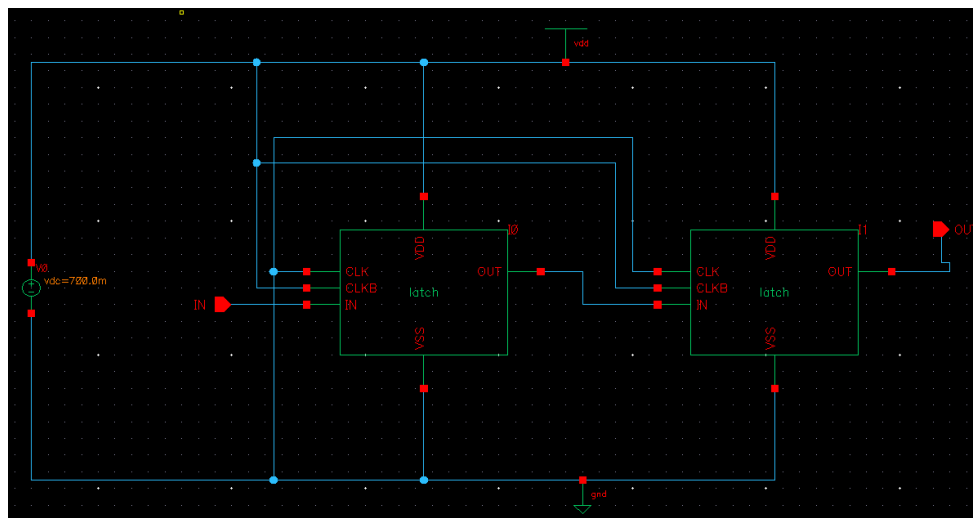 vdd
V0
vdc=700.0m
I0
VDD
CLK
CLKB
IN
OUT
latch
VSS
IN
I1
VDD
CLK
CLKB
IN
OUT
latch
VSS
OUT
gnd